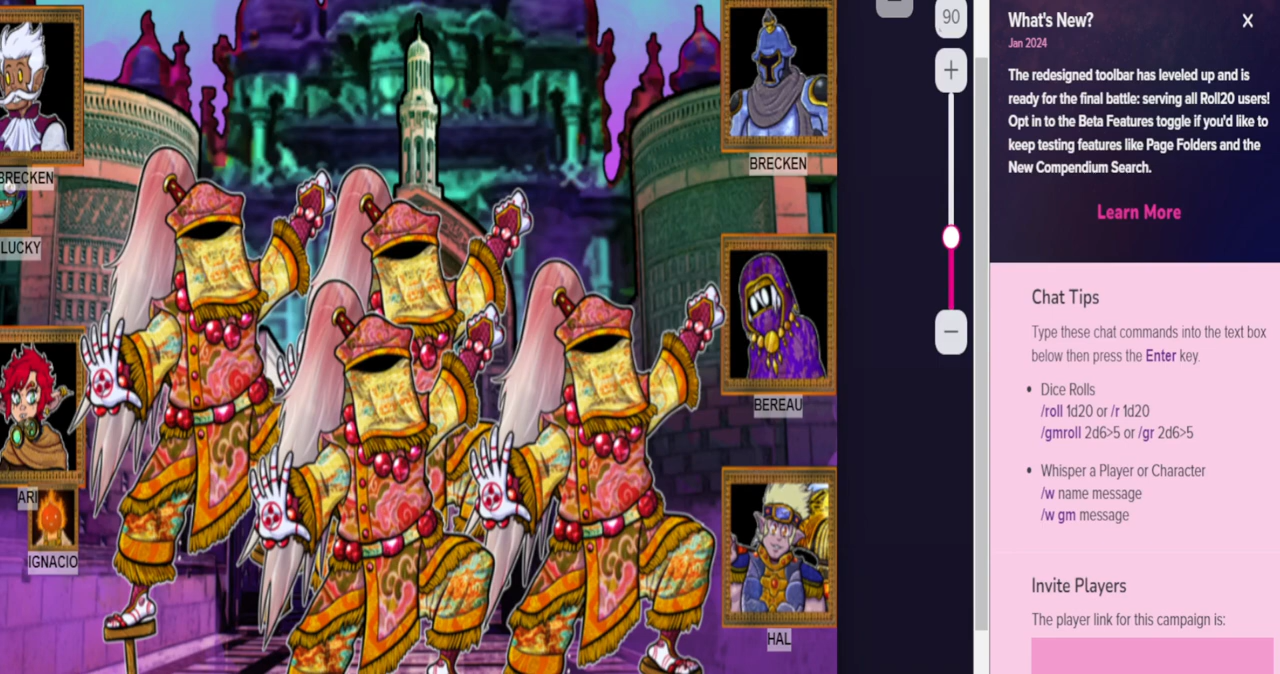 BRECKEN
LUCKY
ARI
IGNACIO
BRECKEN
BEREAU
HAL
90
What's New?
X
Jan 2024
The redesigned toolbar has leveled up and is
ready for the final battle: serving all Roll20 users!
Opt in to the Beta Features toggle if you'd like to
keep testing features like Page Folders and the
New Compendium Search.
Learn More
Chat Tips
Type these chat commands into the text box
below then press the Enter key.
• Dice Rolls
/roll 1d20 or /r 1d20
/gmroll 2d6>5 or /gr 2d6>5
• Whisper a Player or Character
/w name message
/w gm message
Invite Players
The player link for this campaign is: